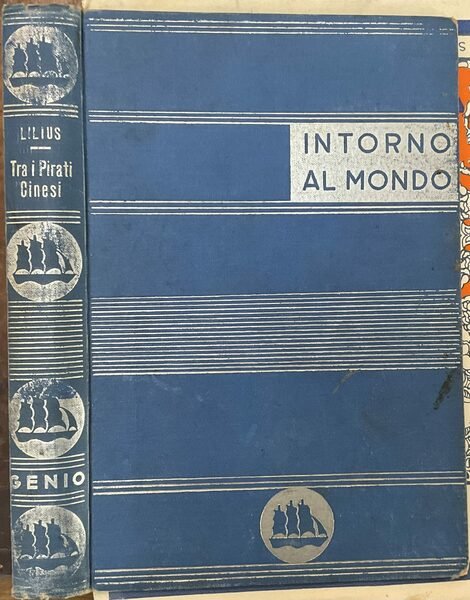 LILIUS
Tra i Pirati
Cinesi
GENIO
INTORNO
AL MONDO
S